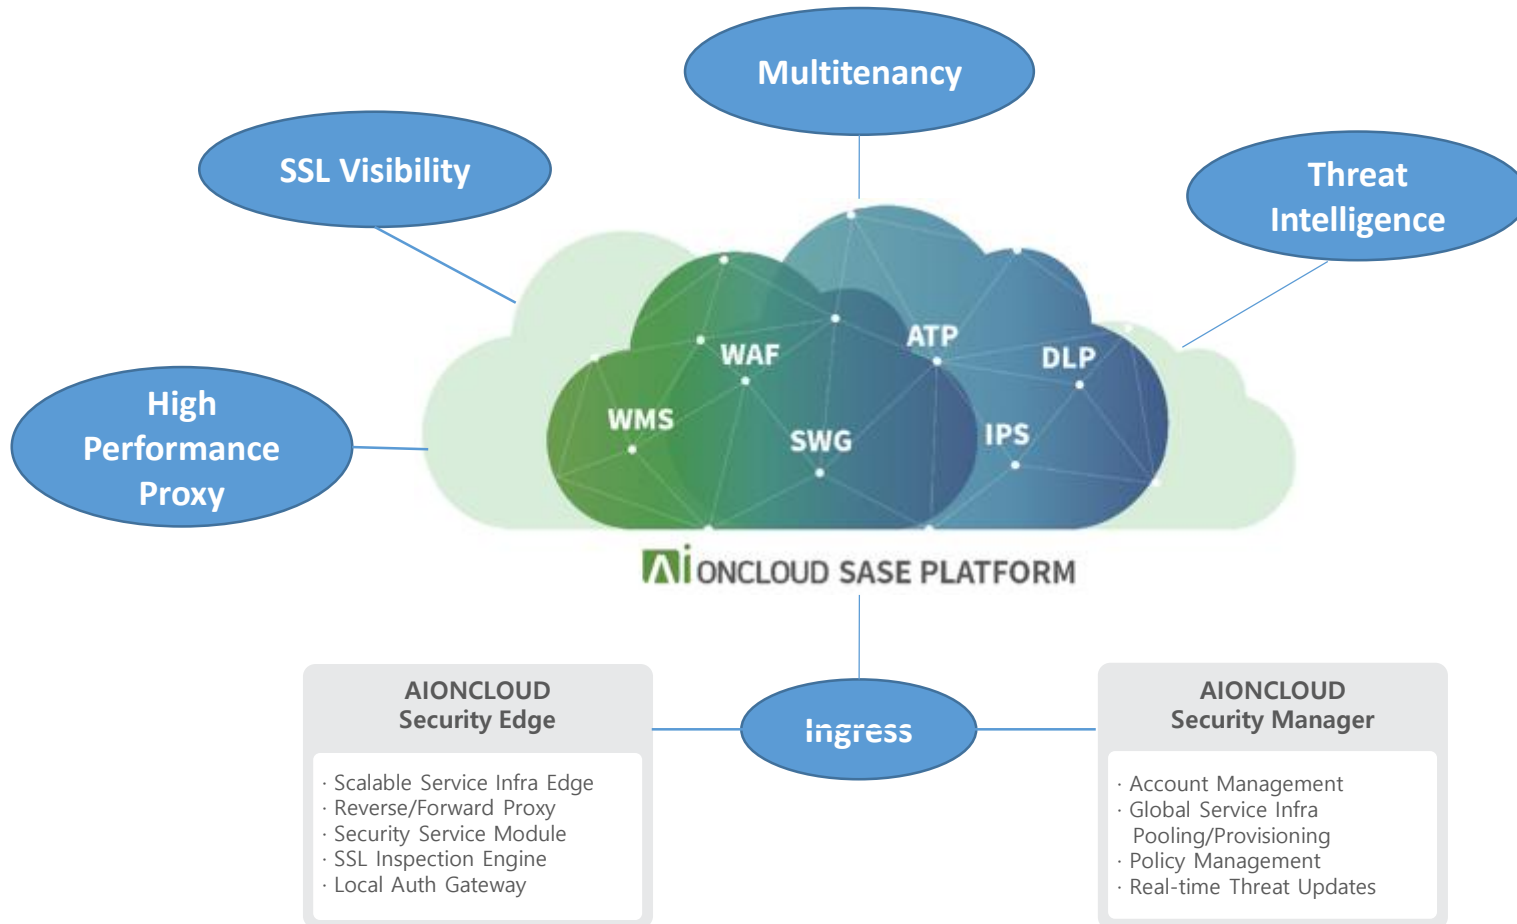 Multitenancy
SSL Visibility
Threat
Intelligence
ATP
WAF
DLP
High
Performance
Proxy
WMS
SWG
IPS
Ai ONCLOUD SASE PLATFORM
AIONCLOUD
Security Edge
Ingress
AIONCLOUD
Security Manager
· Scalable Service Infra Edge
· Reverse/Forward Proxy
· Security Service Module
· SSL Inspection Engine
· Local Auth Gateway
· Account Management
· Global Service Infra
Pooling/Provisioning
· Policy Management
· Real-time Threat Updates